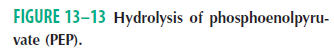 FIGURE 13–13 Hydrolysis of phosphoenolpyru-
vate (PEP).